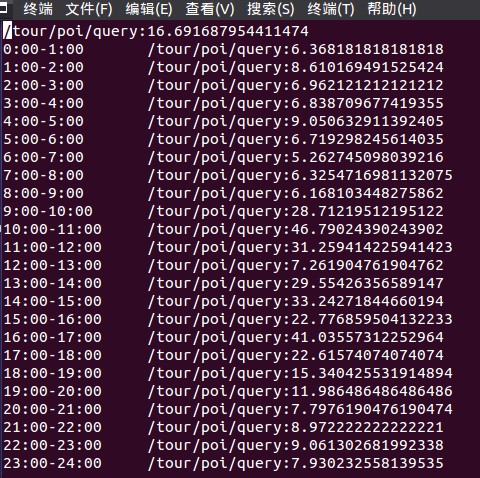 终端 文件(F) 编辑(E) 查看(V) 搜索(S) 终端(T) 帮助(H)
/tour/poi/query:16.691687954411474
0:00-1:00 /tour/poi/query:6.368181818181818
1:00-2:00 /tour/poi/query:8.610169491525424
2:00-3:00 /tour/poi/query:6.962121212121212
3:00-4:00 /tour/poi/query:6.838709677419355
4:00-5:00 /tour/poi/query:9.050632911392405
5:00-6:00 /tour/poi/query:6.719298245614035
6:00-7:00 /tour/poi/query:5.262745098039216
7:00-8:00 /tour/poi/query:6.3254716981132075
8:00-9:00 /tour/poi/query:6.168103448275862
9:00-10:00 /tour/poi/query:28.71219512195122
10:00-11:00 /tour/poi/query:46.79024390243902
11:00-12:00 /tour/poi/query:31.259414225941423
12:00-13:00 /tour/poi/query:7.261904761904762
13:00-14:00 /tour/poi/query:29.55426356589147
14:00-15:00 /tour/poi/query:33.24271844660194
15:00-16:00 /tour/poi/query:22.776859504132233
16:00-17:00 /tour/poi/query:41.03557312252964
17:00-18:00 /tour/poi/query:22.61574074074074
18:00-19:00 /tour/poi/query:15.340425531914894
19:00-20:00 /tour/poi/query:11.986486486486486
20:00-21:00 /tour/poi/query:7.7976190476190474
21:00-22:00 /tour/poi/query:8.972222222222221
22:00-23:00 /tour/poi/query:9.061302681992338
23:00-24:00 /tour/poi/query:7.930232558139535